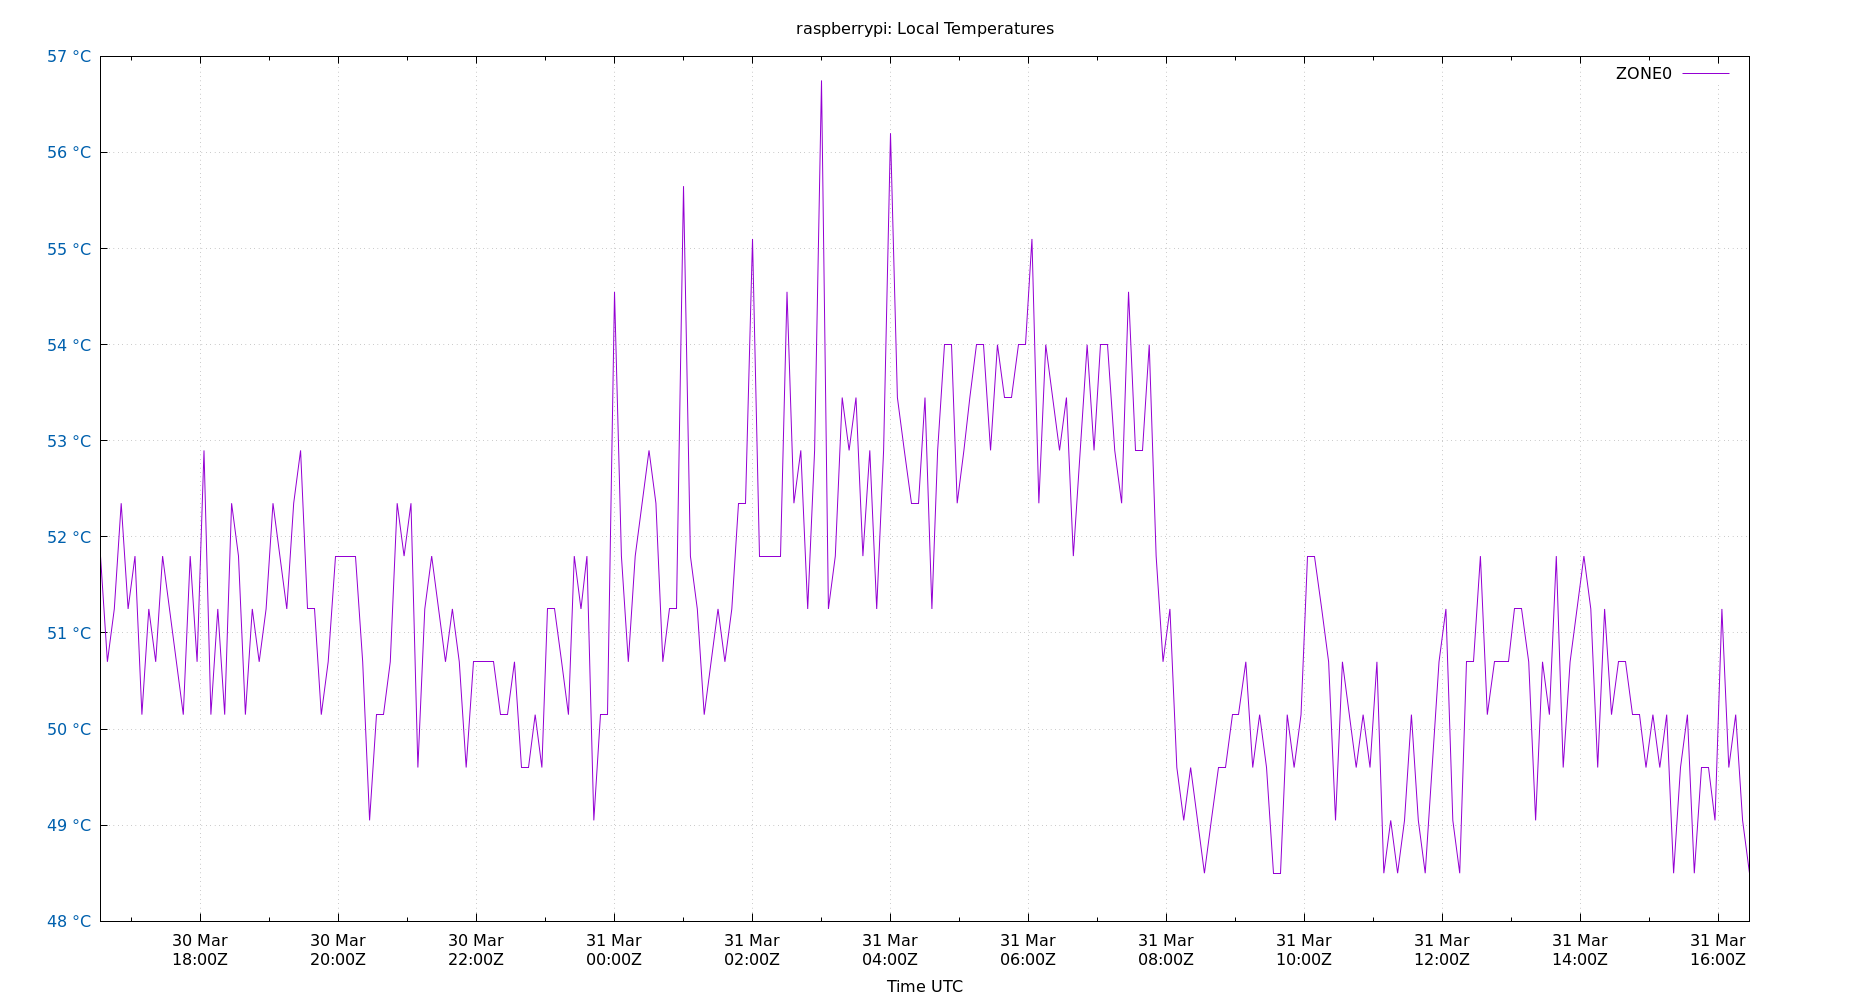 raspberrypi: Local Temperatures
57 °C
ZONE0
56 °C
55 °C
54 °C
53 °C
52 °C
51 °C
50 °C
49 °C
48 °C
30 Mar 30 Mar 30 Mar 31 Mar 31 Mar 31 Mar 31 Mar 31 Mar 31 Mar 31 Mar 31 Mar 31 Mar
18:00Z 20:00Z 22:00Z 00:00Z 02:00Z 04:00Z 06:00Z 08:00Z 10:00Z 12:00Z 14:00Z 16:00Z
Time UTC